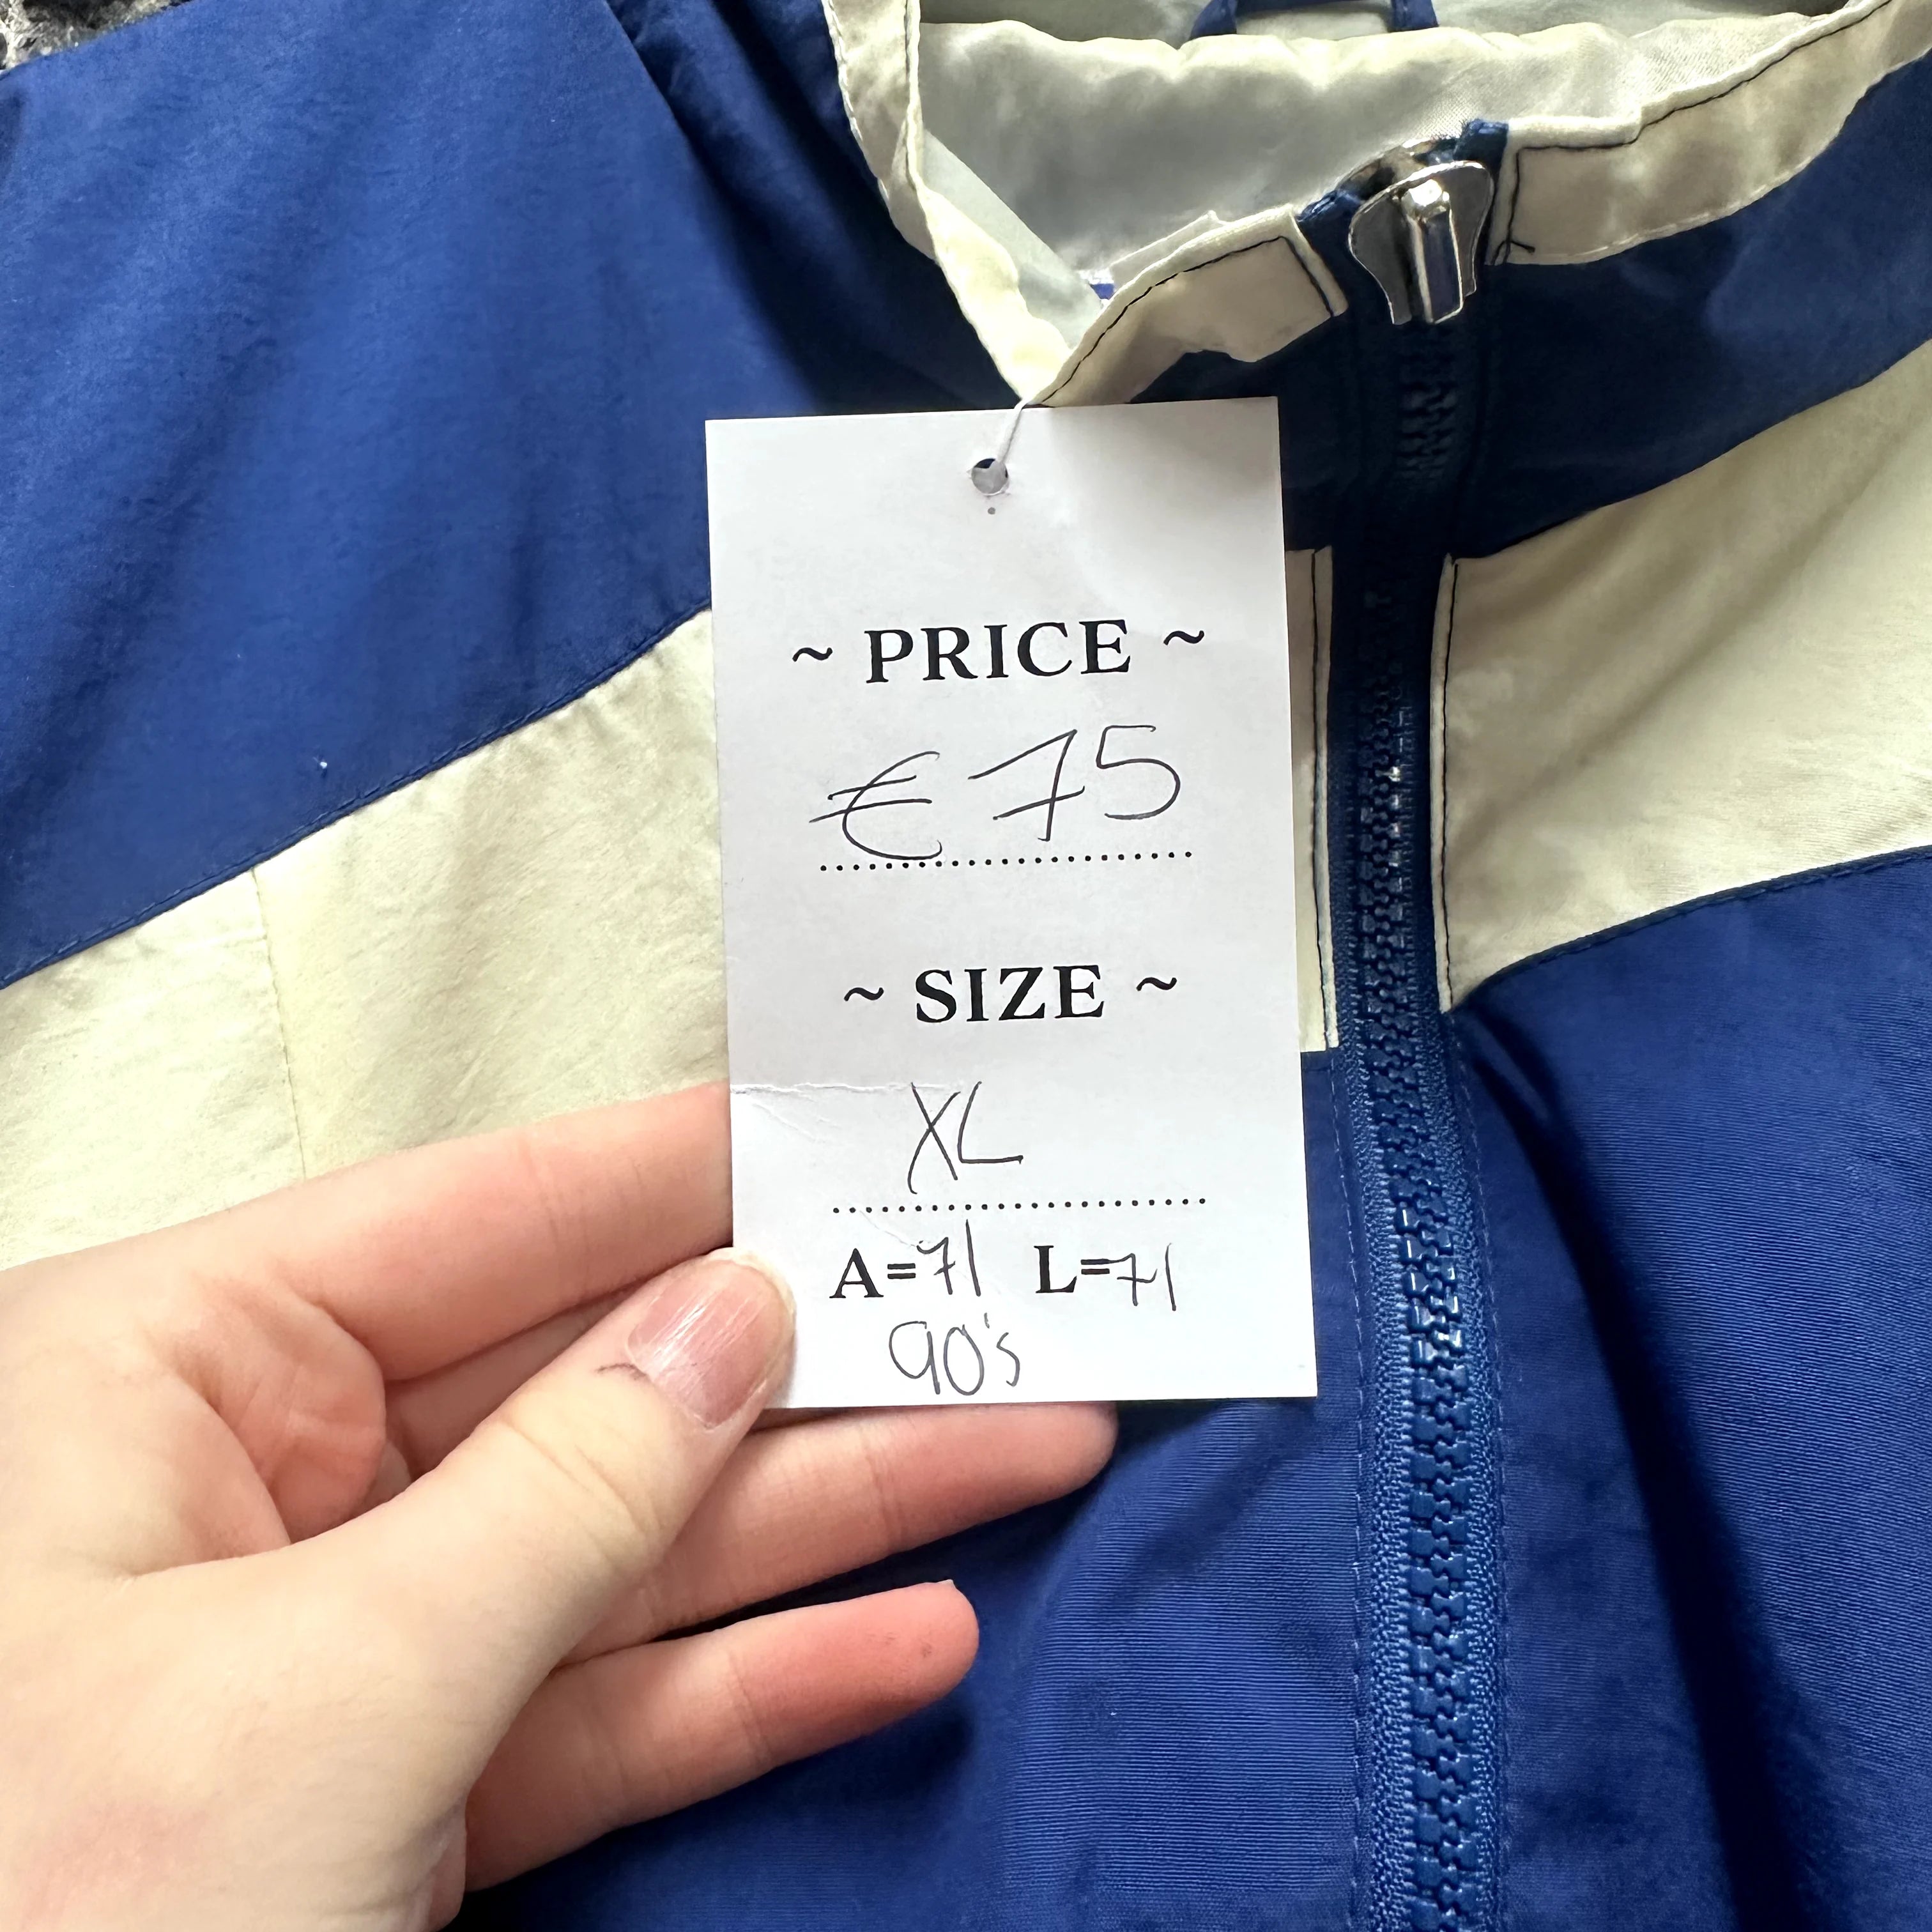 ~ PRICE ~
€75
~ SIZE ~
XL
A=71 L=71
90's